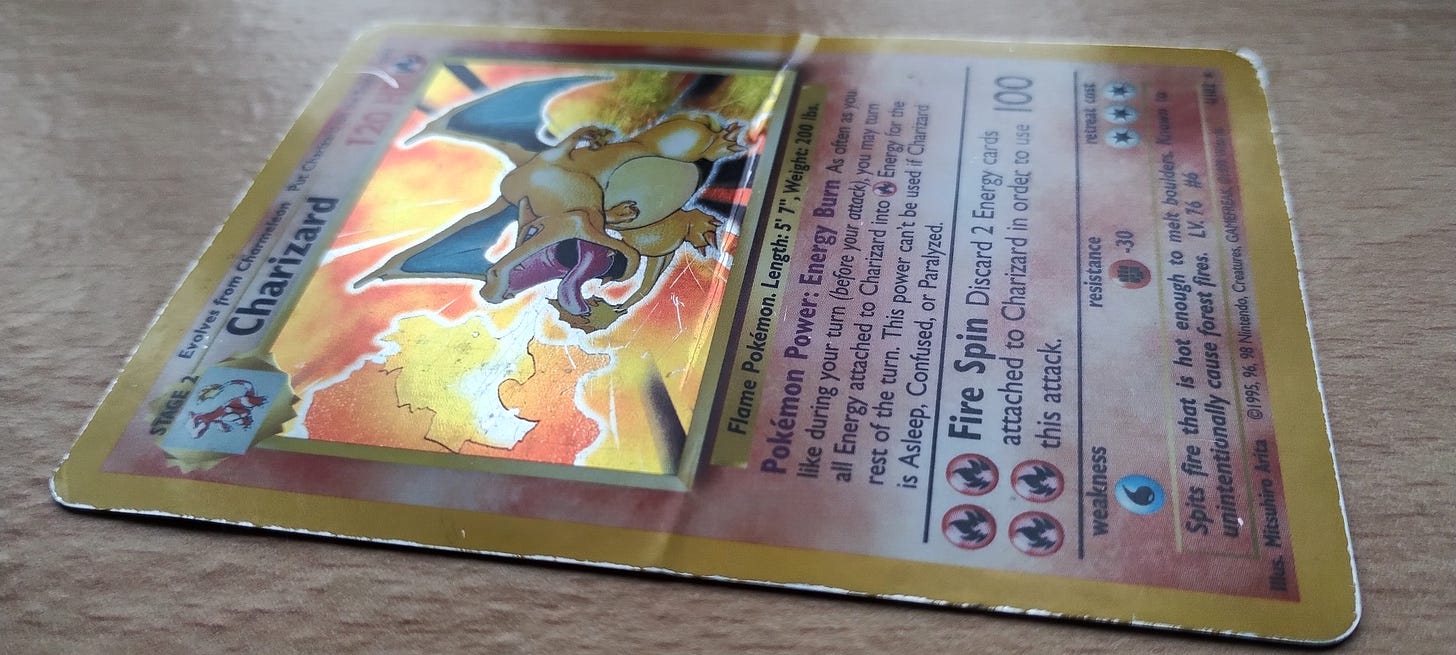 STAGE 2 Evolves from Charmeleon Put Charizard
Charizard 120
Flame Pokémon. Length: 5' 7", Weight: 200 lbs.
Pokémon Power: Energy Burn As often as you
like during your turn (before your attack), you may turn
all Energy attached to Charizard into Energy for the
rest of the turn. This power can't be used if Charizard
is Asleep, Confused, or Paralyzed.
Fire Spin Discard 2 Energy cards
attached to Charizard in order to use
this attack.
100
weakness
resistance
-30
retreat cost
Spits fire that is hot enough to melt boulders. Known to
unintentionally cause forest fires. LV. 76 #6
Illus. Mitsuhiro Arita ©1995, 96, 98 Nintendo, Creatures, GAMEFREAK. 4/102